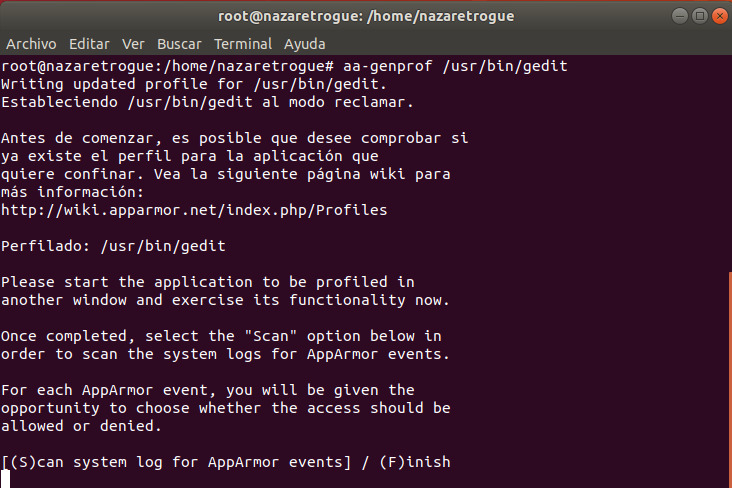 root@nazaretrogue: /home/nazaretrogue
Archivo Editar Ver Buscar Terminal Ayuda
root@nazaretrogue:/home/nazaretrogue# aa-genprof /usr/bin/gedit
Writing updated profile for /usr/bin/gedit.
Estableciendo /usr/bin/gedit al modo reclamar.
Antes de comenzar, es posible que desee comprobar si
ya existe el perfil para la aplicación que
quiere confinar. Vea la siguiente página wiki para
más información:
http://wiki.apparmor.net/index.php/Profiles
Perfilado: /usr/bin/gedit
Please start the application to be profiled in
another window and exercise its functionality now.
Once completed, select the "Scan" option below in
order to scan the system logs for AppArmor events.
For each AppArmor event, you will be given the
opportunity to choose whether the access should be
allowed or denied.
[(S)can system log for AppArmor events] / (F)inish